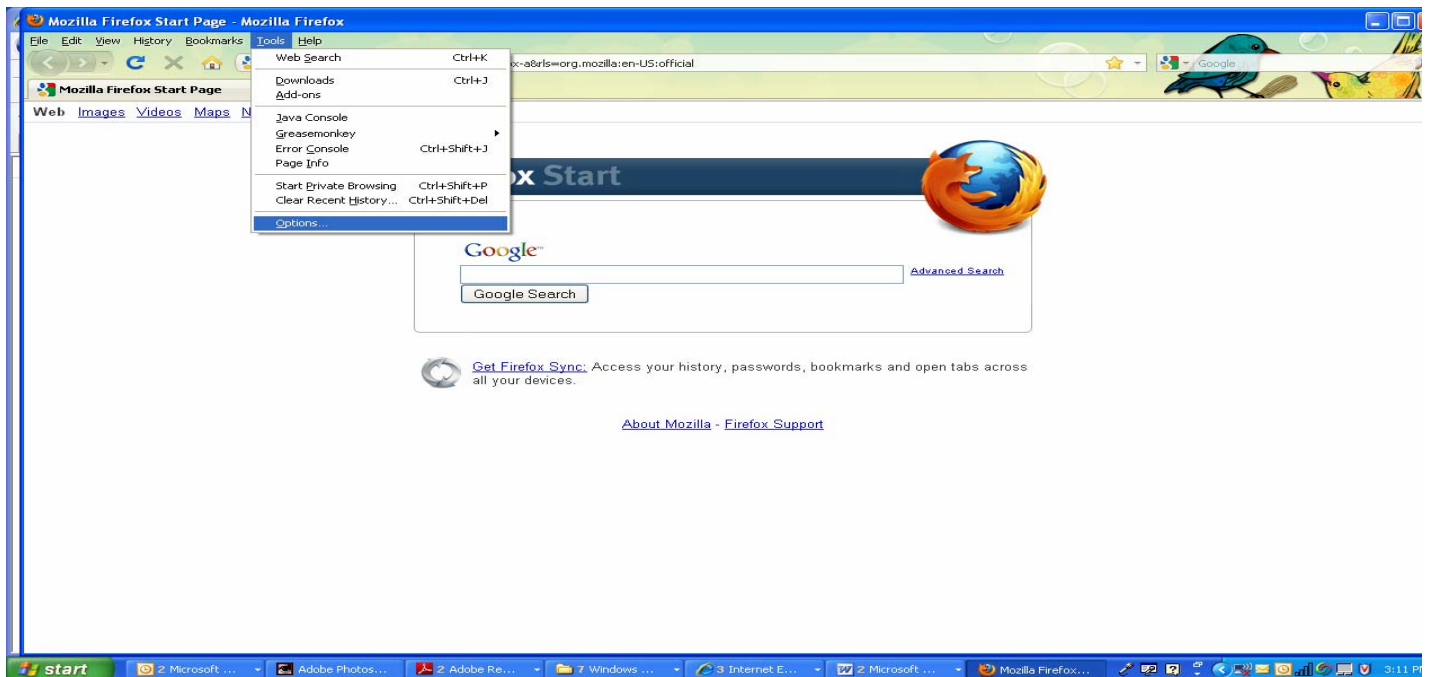 Mozilla Firefox Start Page - Mozilla Firefox
File Edit View History Bookmarks Tools Help
Web Search Ctrl+K
Downloads Ctrl+J
Add-ons
Java Console
Greasemonkey
Error Console Ctrl+Shift+J
Page Info
Start Private Browsing Ctrl+Shift+P
Clear Recent History... Ctrl+Shift+Del
Options...
x-a&rls=org.mozilla:en-US:official
Google
Mozilla Firefox Start Page
Web Images Videos Maps N
ox Start
Google™
Advanced Search
Google Search
Get Firefox Sync: Access your history, passwords, bookmarks and open tabs across
all your devices.
About Mozilla - Firefox Support
start 2 Microsoft ... Adobe Photos... 2 Adobe Re... 7 Windows ... 3 Internet E... 2 Microsoft ... Mozilla Firefox... 3:11 P